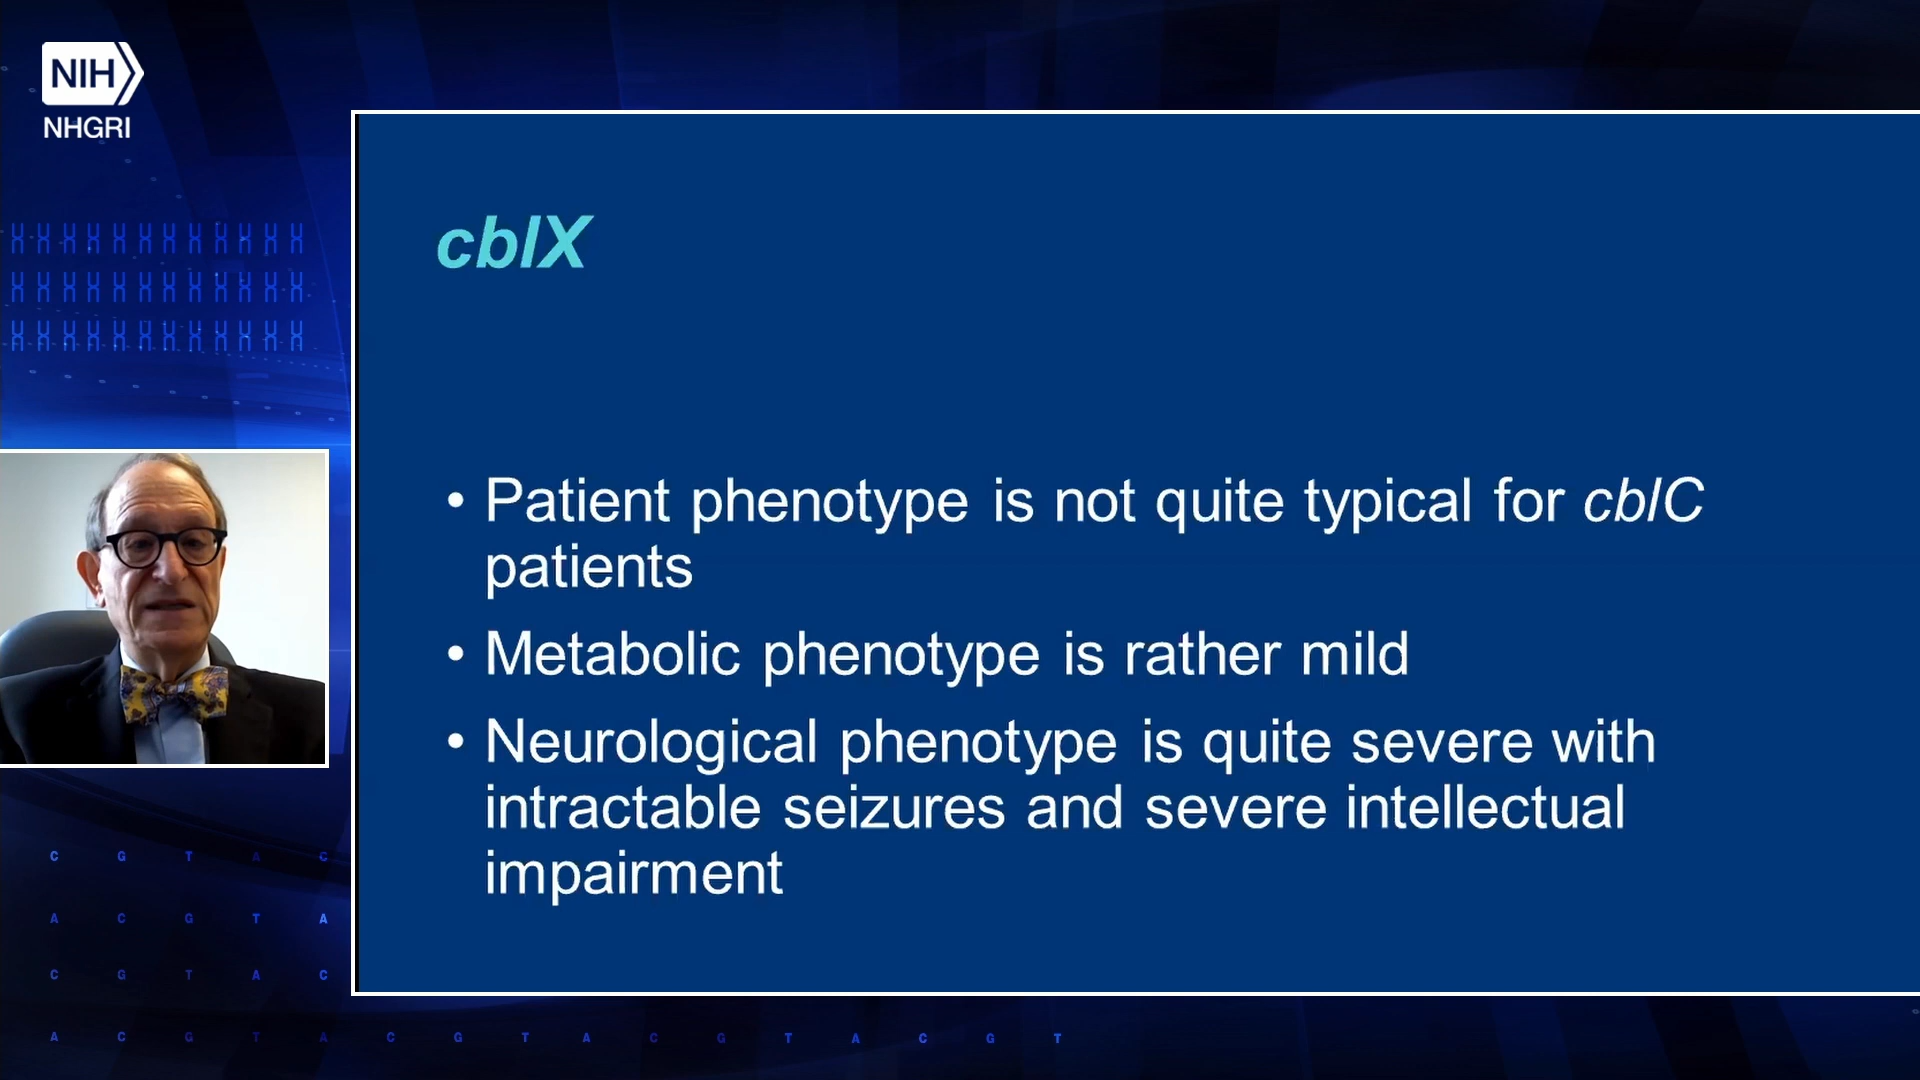 NIH
NHGRI
cblX
• Patient phenotype is not quite typical for cblC
patients
• Metabolic phenotype is rather mild
• Neurological phenotype is quite severe with
intractable seizures and severe intellectual
impairment
C G T A C
A C G T A
C G T A C
A C G T A C G T A C G T A C G T